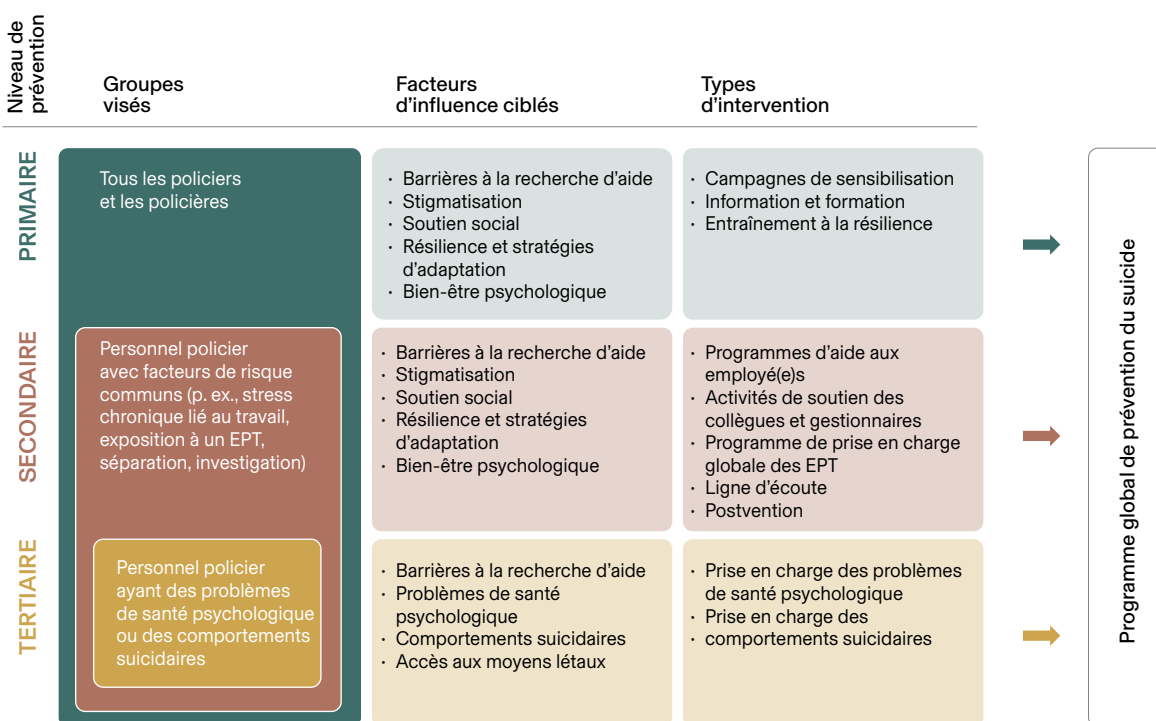 Niveau de
prévention
Groupes
visés
Facteurs
d'influence ciblés
Types
d'intervention
PRIMAIRE
Tous les policiers
et les policières
· Barrières à la recherche d'aide
· Stigmatisation
· Soutien social
· Résilience et stratégies
d'adaptation
· Bien-être psychologique
· Campagnes de sensibilisation
· Information et formation
· Entraînement à la résilience
SECONDAIRE
Personnel policier
avec facteurs de risque
communs (p. ex., stress
chronique lié au travail,
exposition à un EPT,
séparation, investigation)
· Barrières à la recherche d'aide
· Stigmatisation
· Soutien social
· Résilience et stratégies
d'adaptation
· Bien-être psychologique
· Programmes d'aide aux
employé(e)s
· Activités de soutien des
collègues et gestionnaires
· Programme de prise en charge
globale des EPT
· Ligne d'écoute
· Postvention
TERTIAIRE
Personnel policier
ayant des problèmes
de santé psychologique
ou des comportements
suicidaires
· Barrières à la recherche d'aide
· Problèmes de santé
psychologique
· Comportements suicidaires
· Accès aux moyens létaux
· Prise en charge des problèmes
de santé psychologique
· Prise en charge des
· comportements suicidaires
Programme global de prévention du suicide